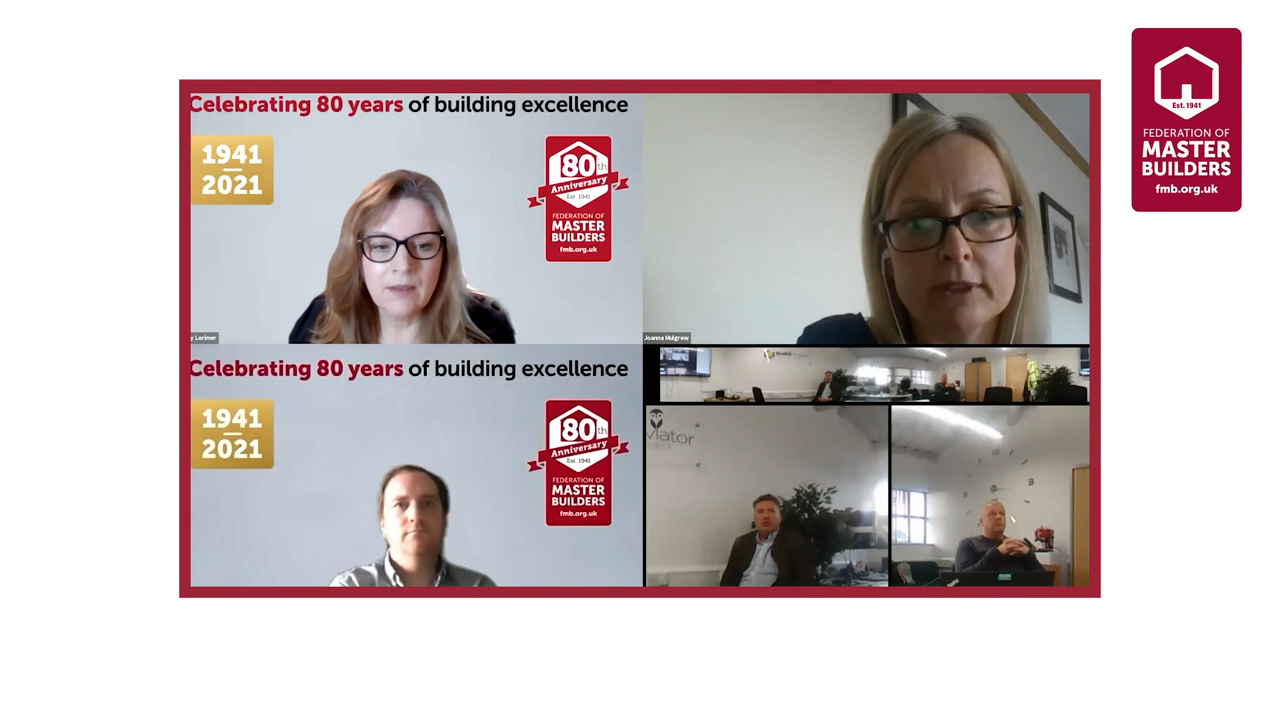 Celebrating 80 years of building excellence
1941
2021
80th
Anniversary
Est. 1941
FEDERATION OF
MASTER
BUILDERS
fmb.org.uk
y Lorimer
Joanna Mulgrew
Est. 1941
FEDERATION OF
MASTER
BUILDERS
fmb.org.uk
Celebrating 80 years of building excellence
1941
2021
80th
Anniversary
Est. 1941
FEDERATION OF
MASTER
BUILDERS
fmb.org.uk
viator